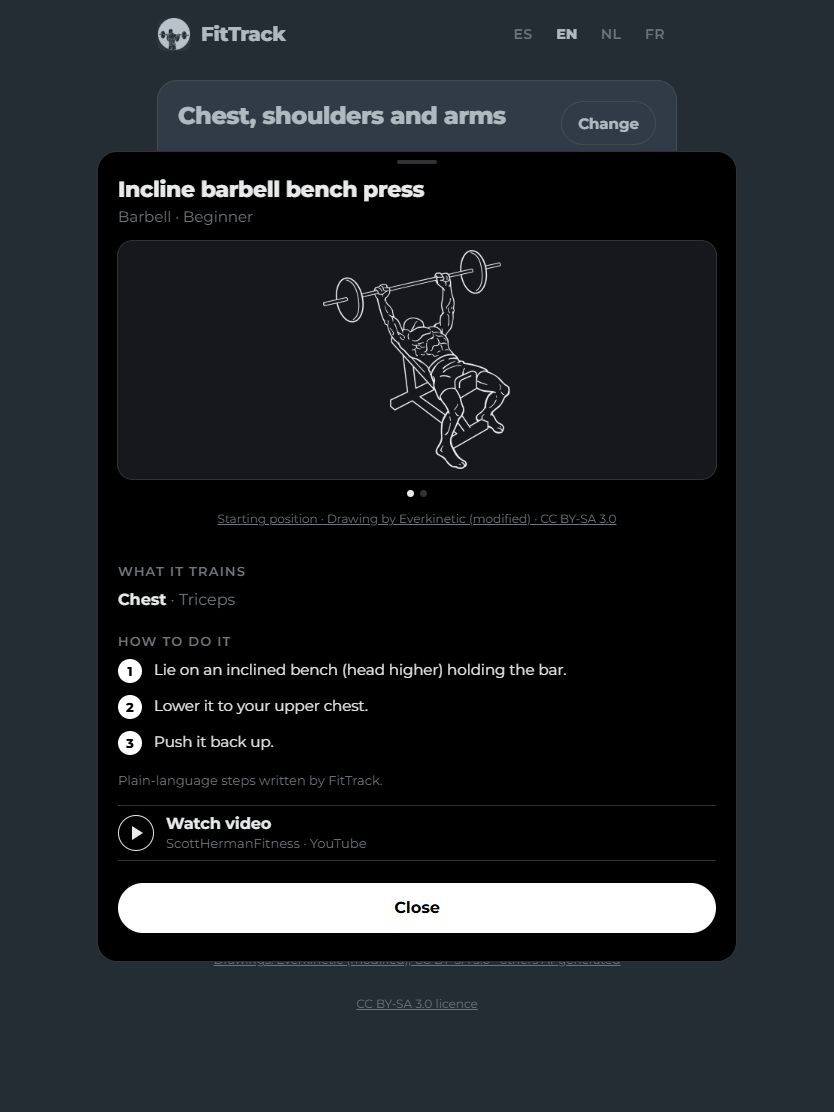 FitTrack
ES EN NL FR
Chest, shoulders and arms
Change
Incline barbell bench press
Barbell · Beginner
Starting position · Drawing by Everkinetic (modified) · CC BY-SA 3.0
WHAT IT TRAINS
Chest · Triceps
HOW TO DO IT
1 Lie on an inclined bench (head higher) holding the bar.
2 Lower it to your upper chest.
3 Push it back up.
Plain-language steps written by FitTrack.
Watch video
ScottHermanFitness · YouTube
Close
CC BY-SA 3.0 licence